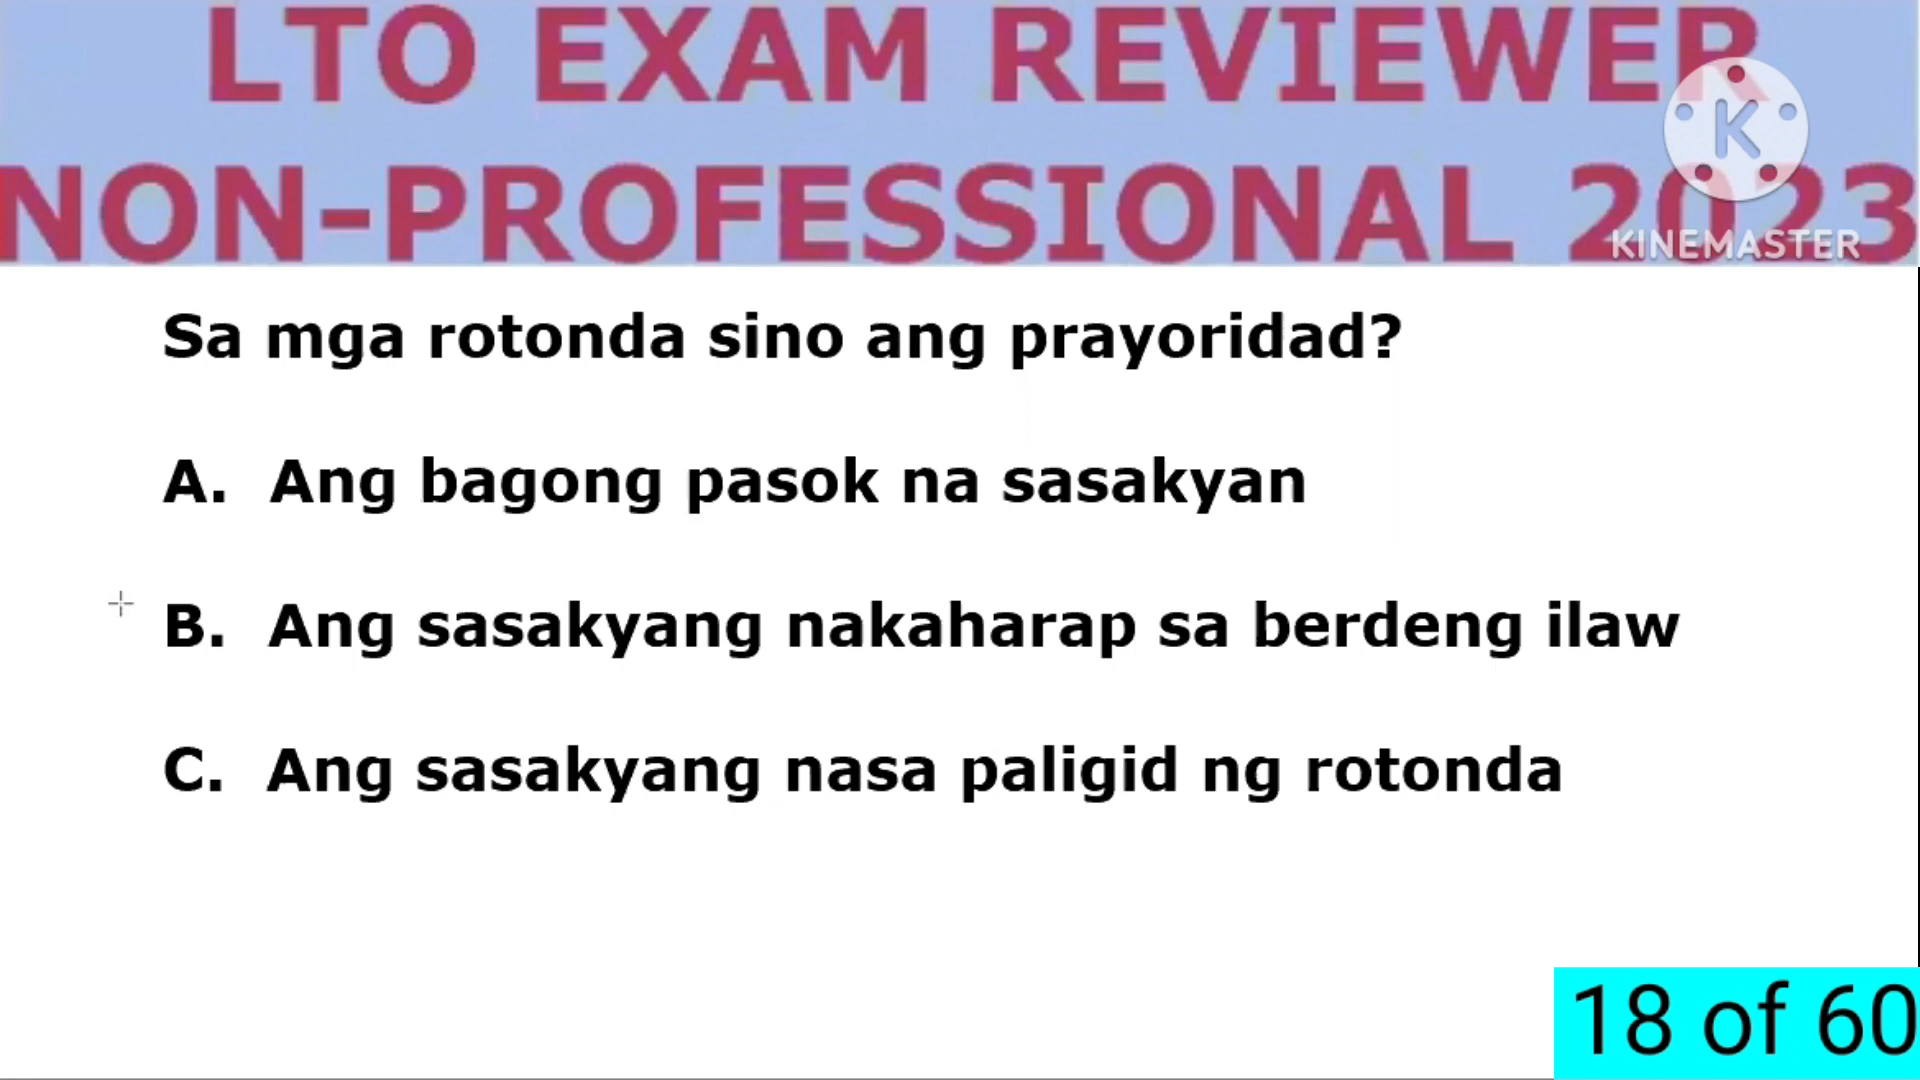 LTO EXAM REVIEWER
NON-PROFESSIONAL 2023
K
KINEMASTER
Sa mga rotonda sino ang prayoridad?
A. Ang bagong pasok na sasakyan
B. Ang sasakyang nakaharap sa berdeng ilaw
C. Ang sasakyang nasa paligid ng rotonda
18 of 60